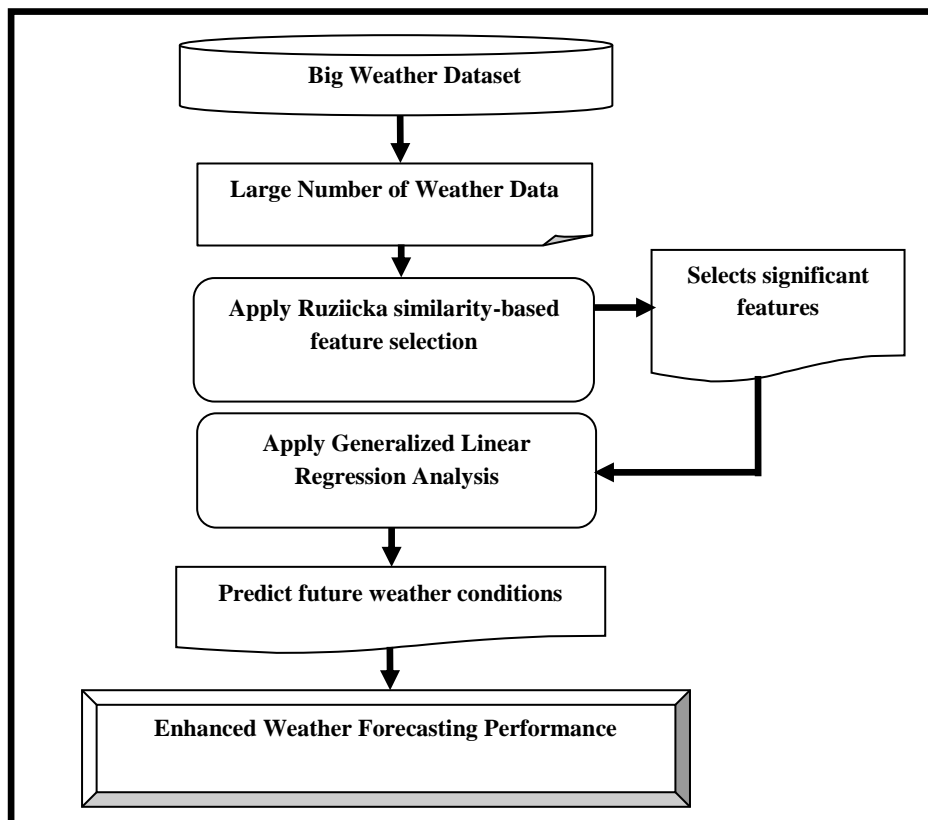 Big Weather Dataset
Large Number of Weather Data
Apply Ruziicka similarity-based
feature selection
Selects significant
features
Apply Generalized Linear
Regression Analysis
Predict future weather conditions
Enhanced Weather Forecasting Performance